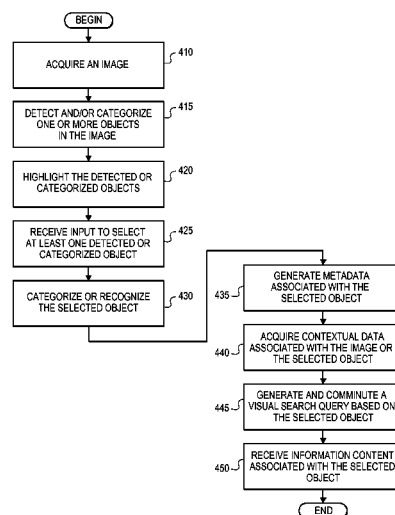 BEGIN
ACQUIRE AN IMAGE
410
DETECT AND/OR CATEGORIZE
ONE OR MORE OBJECTS
IN THE IMAGE
415
HIGHLIGHT THE DETECTED OR
CATEGORIZED OBJECTS
420
RECEIVE INPUT TO SELECT
AT LEAST ONE DETECTED OR
CATEGORIZED OBJECT
425
CATEGORIZE OR RECOGNIZE
THE SELECTED OBJECT
430
GENERATE METADATA
ASSOCIATED WITH THE
SELECTED OBJECT
435
ACQUIRE CONTEXTUAL DATA
ASSOCIATED WITH THE IMAGE OR
THE SELECTED OBJECT
440
GENERATE AND COMMINUTE A
VISUAL SEARCH QUERY BASED ON
THE SELECTED OBJECT
445
RECEIVE INFORMATION CONTENT
ASSOCIATED WITH THE SELECTED
OBJECT
450
END